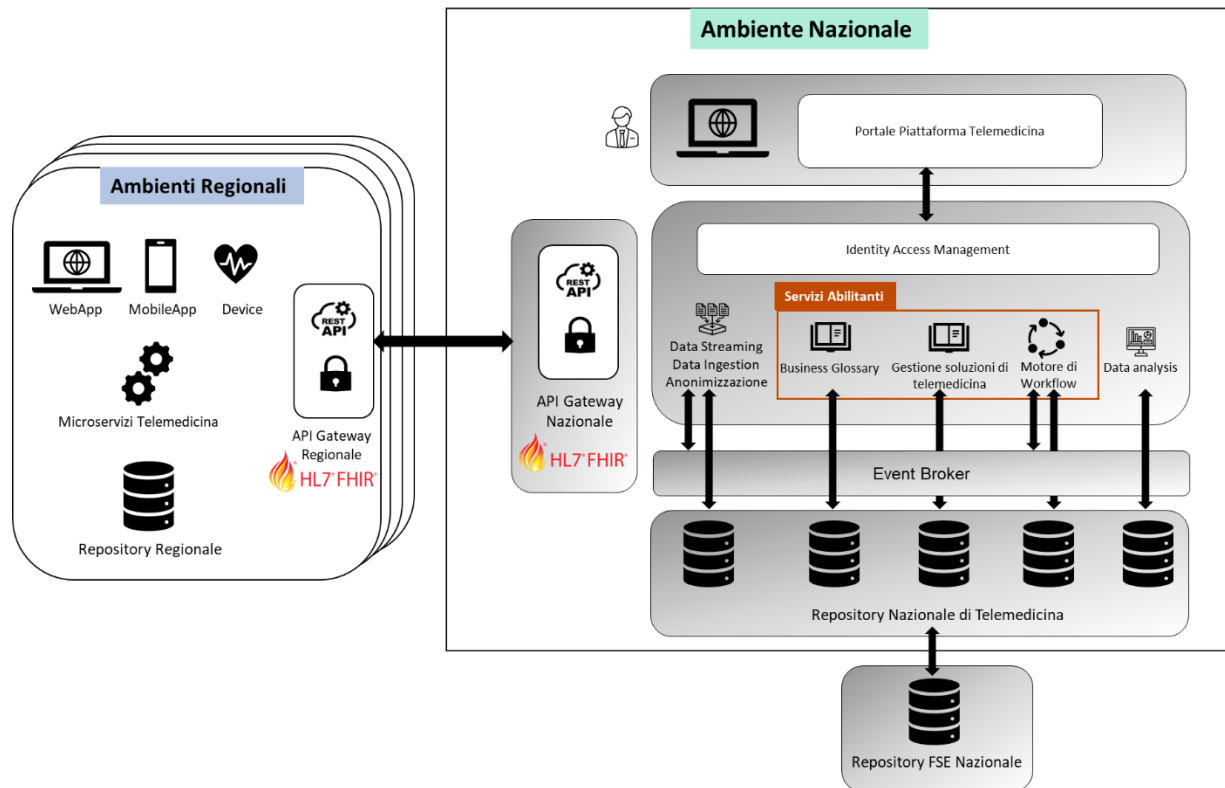 Ambiente Nazionale
Portale Piattaforma Telemedicina
Ambienti Regionali
WebApp
MobileApp
Device
REST
API
Microservizi Telemedicina
API Gateway
Regionale
HL7® FHIR®
Repository Regionale
REST
API
API Gateway
Nazionale
HL7® FHIR®
Identity Access Management
Servizi Abilitanti
Data Streaming
Data Ingestion
Anonimizzazione
Business Glossary
Gestione soluzioni di
telemedicina
Motore di
Workflow
Data analysis
Event Broker
Repository Nazionale di Telemedicina
Repository FSE Nazionale